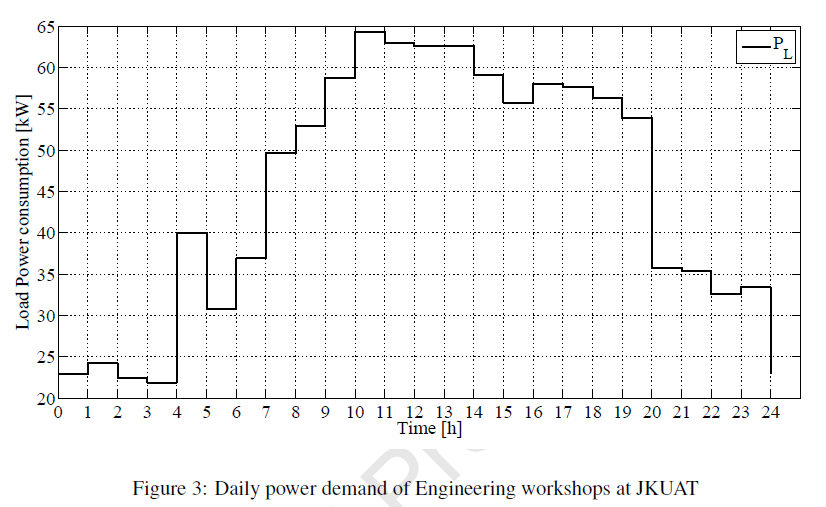 65
60
55
50
45
40
35
30
25
20
Load Power consumption [kW]
P_L
0 1 2 3 4 5 6 7 8 9 10 11 12 13 14 15 16 17 18 19 20 21 22 23 24
Time [h]
Figure 3: Daily power demand of Engineering workshops at JKUAT